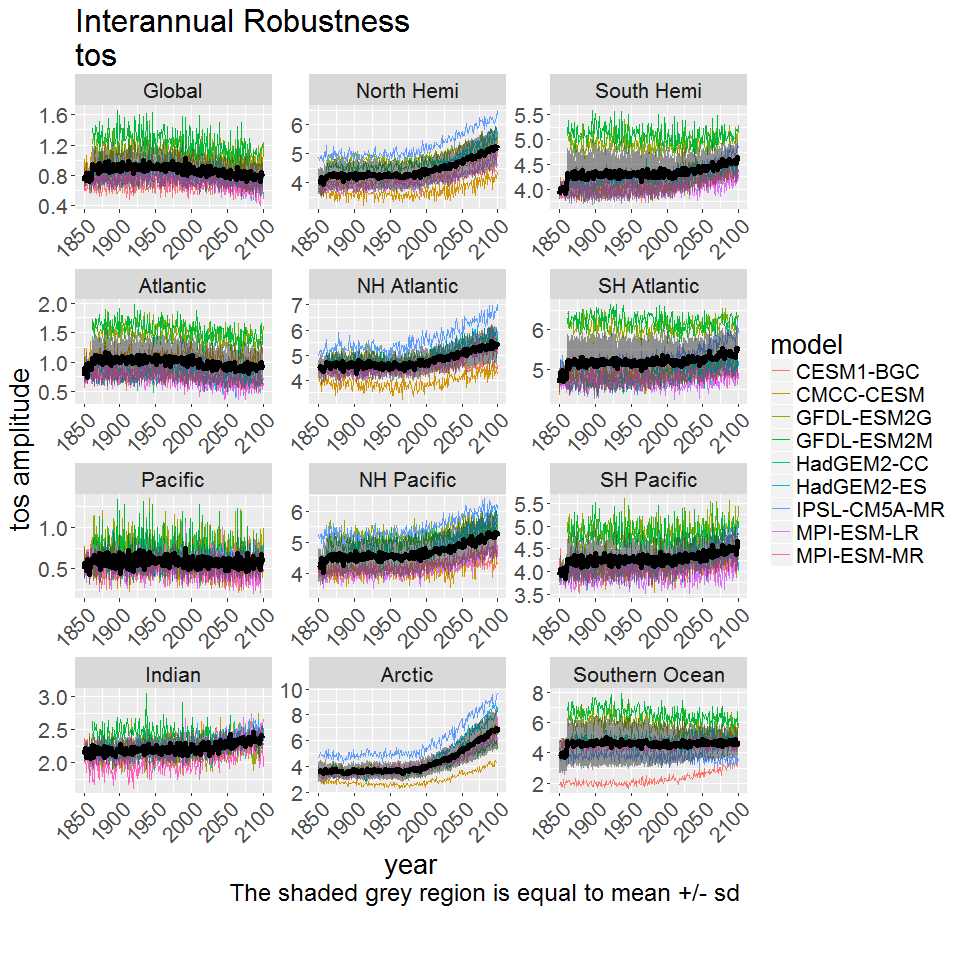 Interannual Robustness
tos
Global
North Hemi
South Hemi
1.6
1.2
0.8
0.4
6
5
4
5.5
5.0
4.5
4.0
1850 1900 1950 2000 2050 2100
1850 1900 1950 2000 2050 2100
1850 1900 1950 2000 2050 2100
Atlantic
NH Atlantic
SH Atlantic
2.0
1.5
1.0
0.5
7
6
5
4
6
5
1850 1900 1950 2000 2050 2100
1850 1900 1950 2000 2050 2100
1850 1900 1950 2000 2050 2100
Pacific
NH Pacific
SH Pacific
1.0
0.5
6
5
4
5.5
5.0
4.5
4.0
3.5
1850 1900 1950 2000 2050 2100
1850 1900 1950 2000 2050 2100
1850 1900 1950 2000 2050 2100
Indian
Arctic
Southern Ocean
3.0
2.5
2.0
10
8
6
4
2
8
6
4
2
1850 1900 1950 2000 2050 2100
1850 1900 1950 2000 2050 2100
1850 1900 1950 2000 2050 2100
tos amplitude
year
The shaded grey region is equal to mean +/- sd
model
CESM1-BGC
CMCC-CESM
GFDL-ESM2G
GFDL-ESM2M
HadGEM2-CC
HadGEM2-ES
IPSL-CM5A-MR
MPI-ESM-LR
MPI-ESM-MR